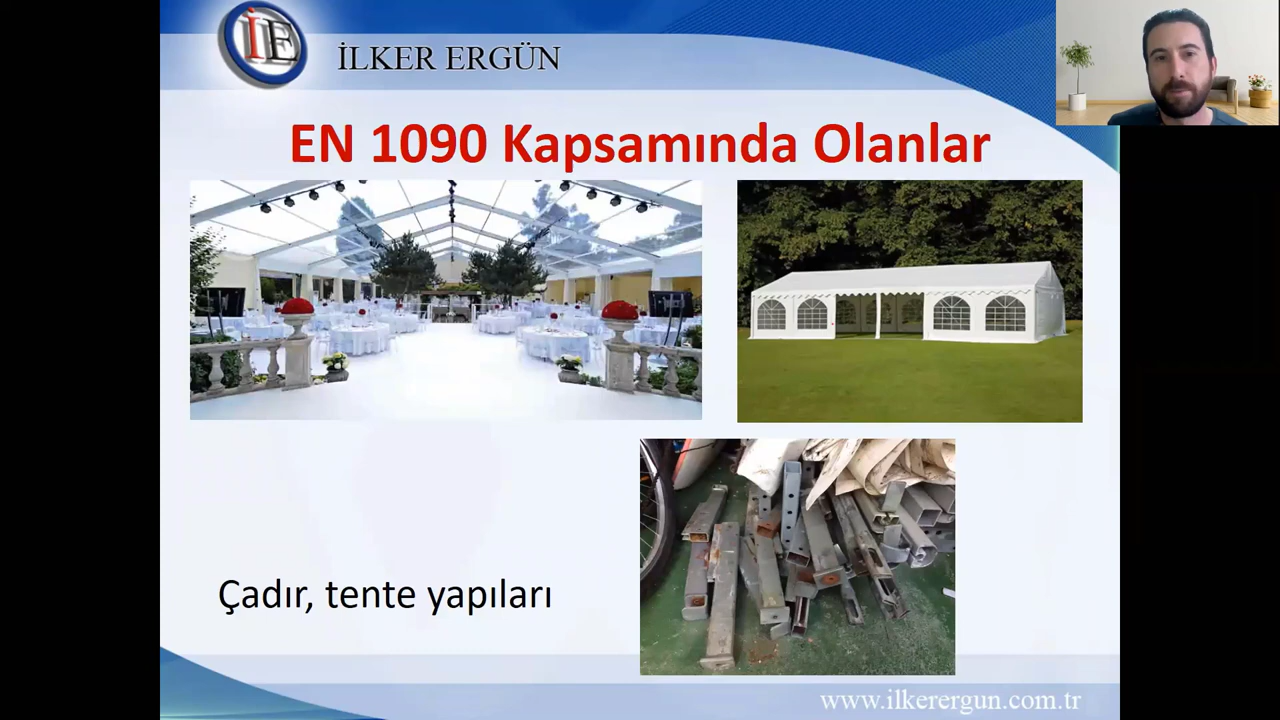 İE
İLKER ERGÜN
EN 1090 Kapsamında Olanlar
Çadır, tente yapıları
www.ilkerergun.com.tr